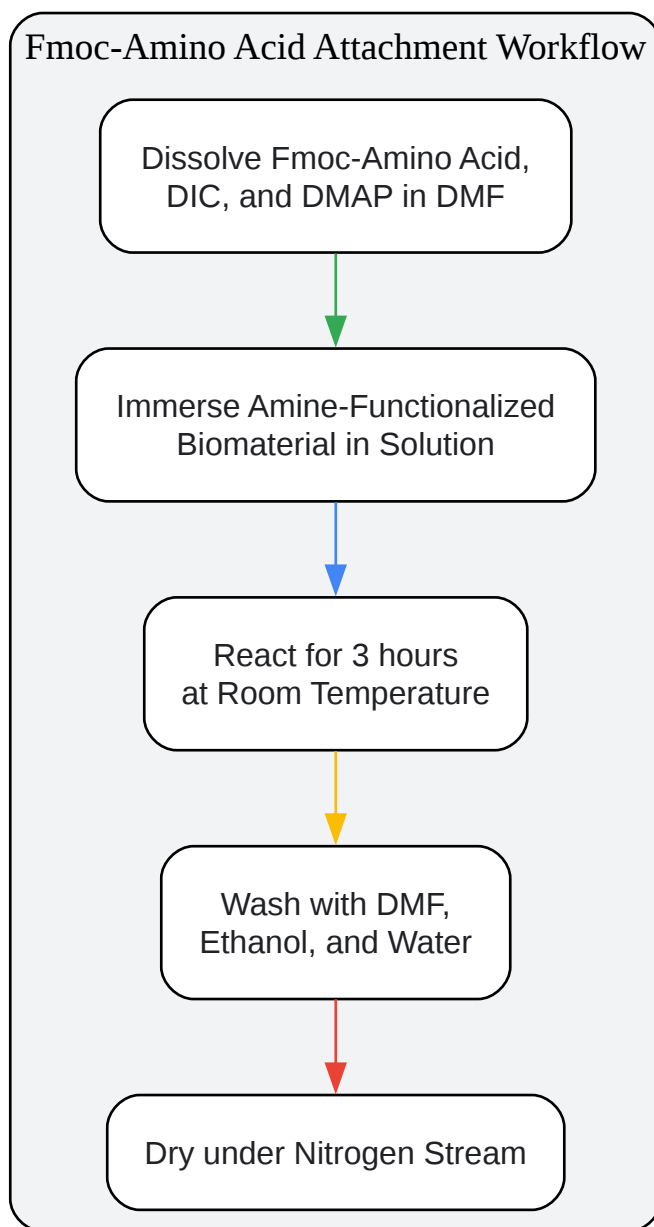 Fmoc-Amino Acid Attachment Workflow
Dissolve Fmoc-Amino Acid,
DIC, and DMAP in DMF
Immerse Amine-Functionalized
Biomaterial in Solution
React for 3 hours
at Room Temperature
Wash with DMF,
Ethanol, and Water
Dry under Nitrogen Stream